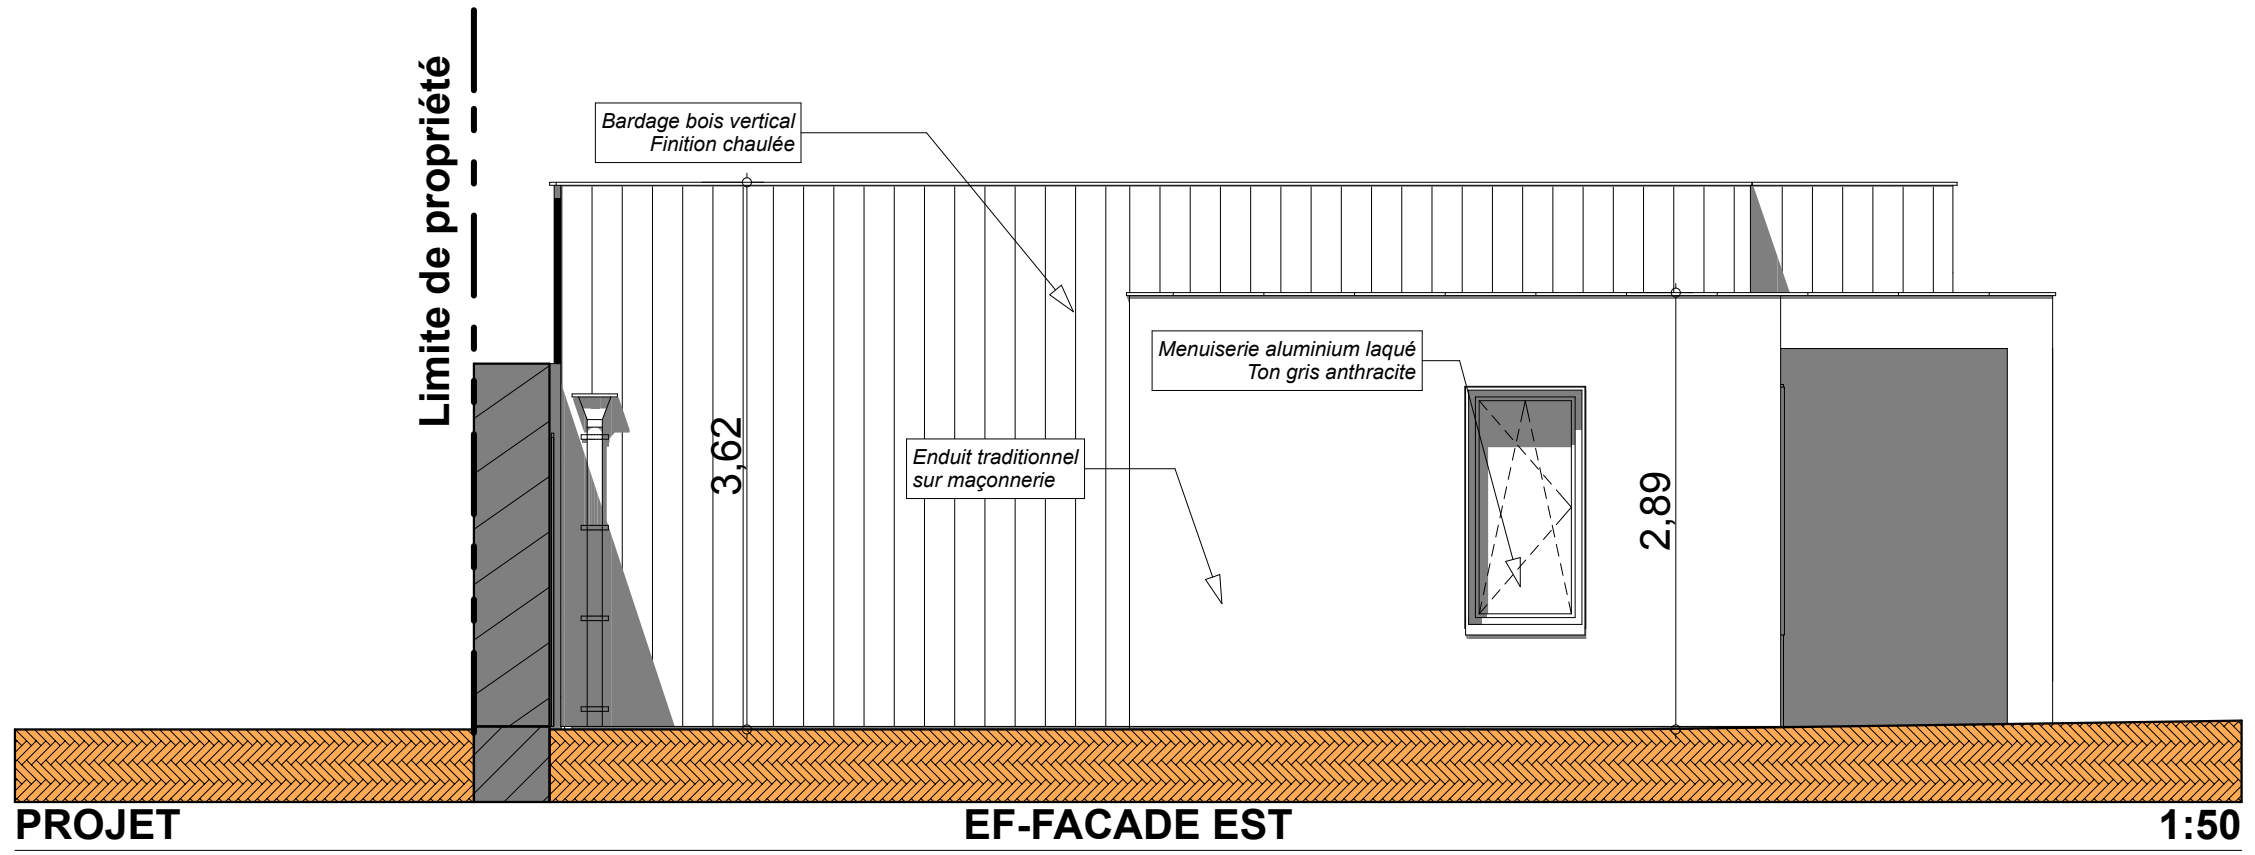 Limite de propriété
Bardage bois vertical
Finition chaulée
Menuiserie aluminium laqué
Ton gris anthracite
3,62
Enduit traditionnel
sur maçonnerie
2,89
PROJET
EF-FACADE EST
1:50